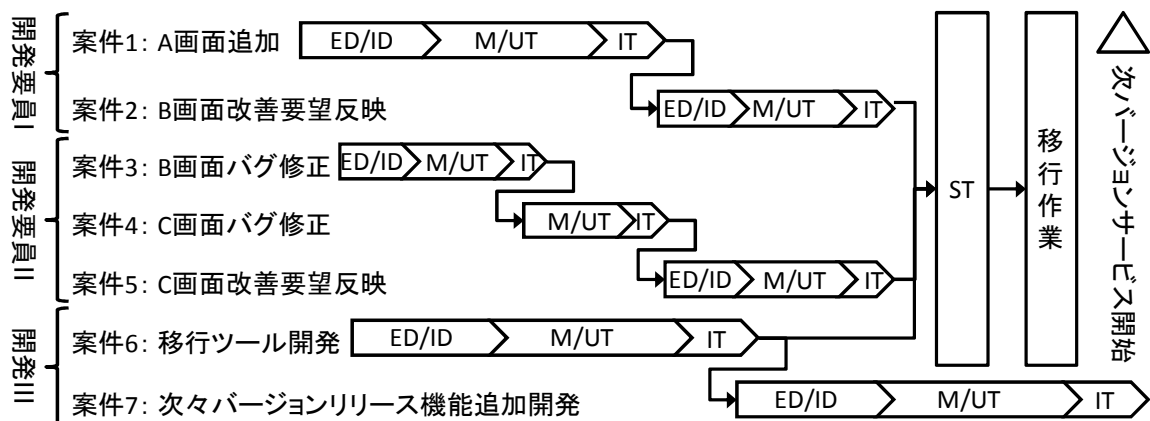 開発要員I
案件1: A画面追加
ED/ID
M/UT
IT
案件2: B画面改善要望反映
ED/ID
M/UT
IT
開発要員II
案件3: B画面バグ修正
ED/ID
M/UT
IT
案件4: C画面バグ修正
M/UT
IT
案件5: C画面改善要望反映
ED/ID
M/UT
IT
開発III
案件6: 移行ツール開発
ED/ID
M/UT
IT
案件7: 次々バージョンリリース機能追加開発
ED/ID
M/UT
IT
ST
移行作業
次バージョンサービス開始